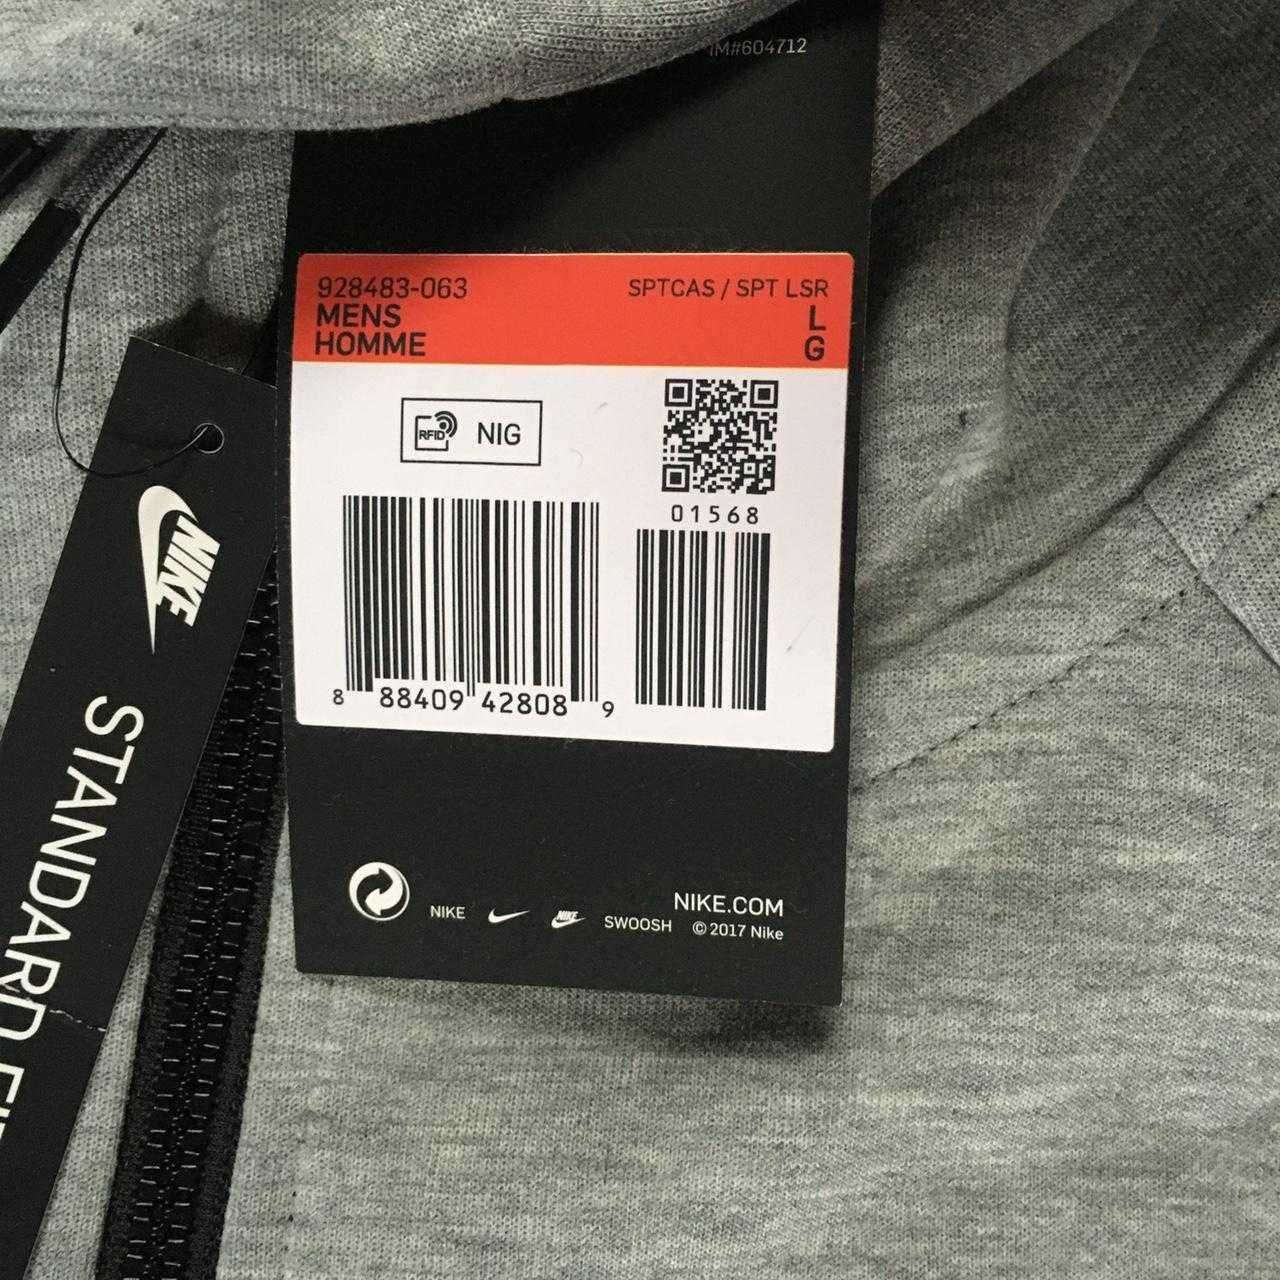 IM#604712
928483-063
SPTCAS / SPT LSR
MENS
L
HOMME
G
RFID
NIG
01568
8 88409 42808 9
NIKE
STANDARD
NIKE.COM
NIKE
NIKE
SWOOSH
© 2017 Nike